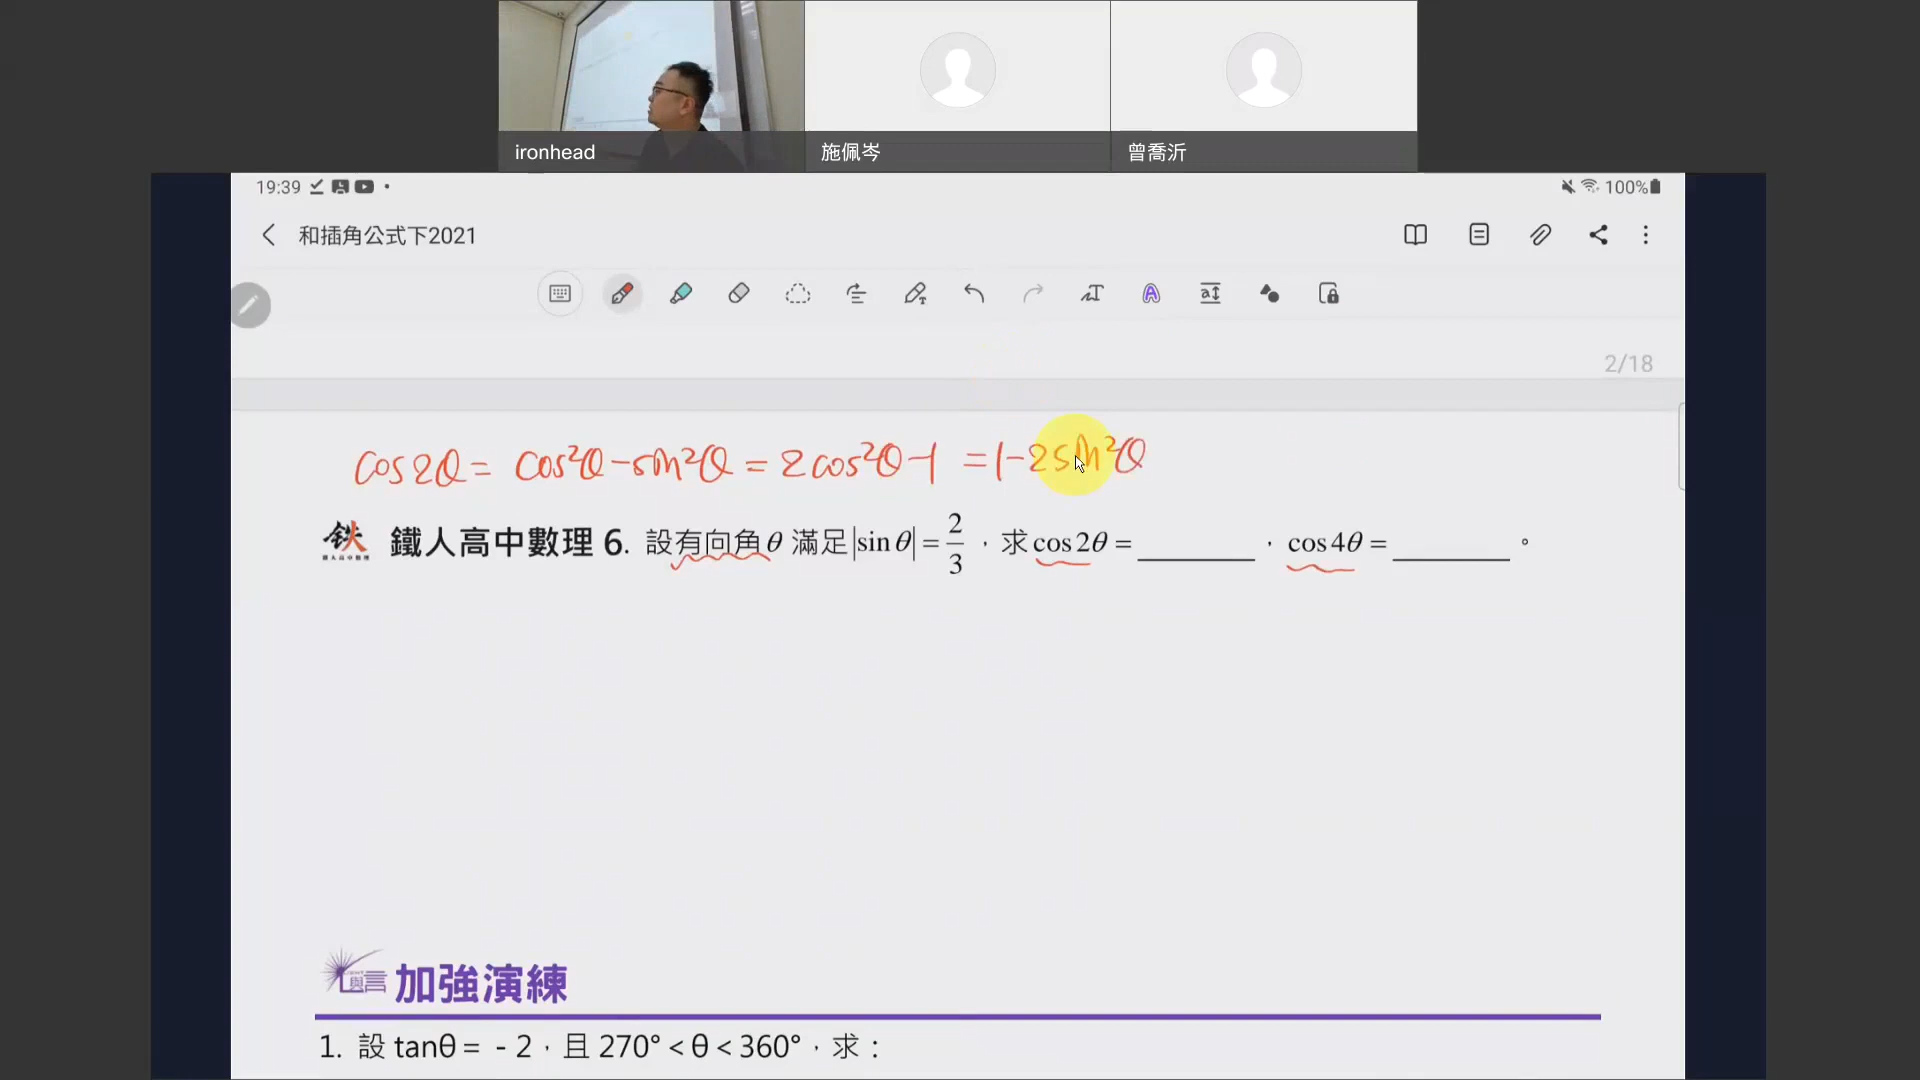 ironhead
施佩岑
曾喬沂
19:39
100%
和插角公式下2021
2/18
cos2θ = cos²θ-sin²θ = 2cos²θ-1 =1-2sin²θ
鐵人高中數理 6. 設有向角θ 滿足|sinθ|=2/3，求cos2θ=________，cos4θ=________。
加強演練
1. 設 tanθ = - 2，且 270° < θ < 360°，求：